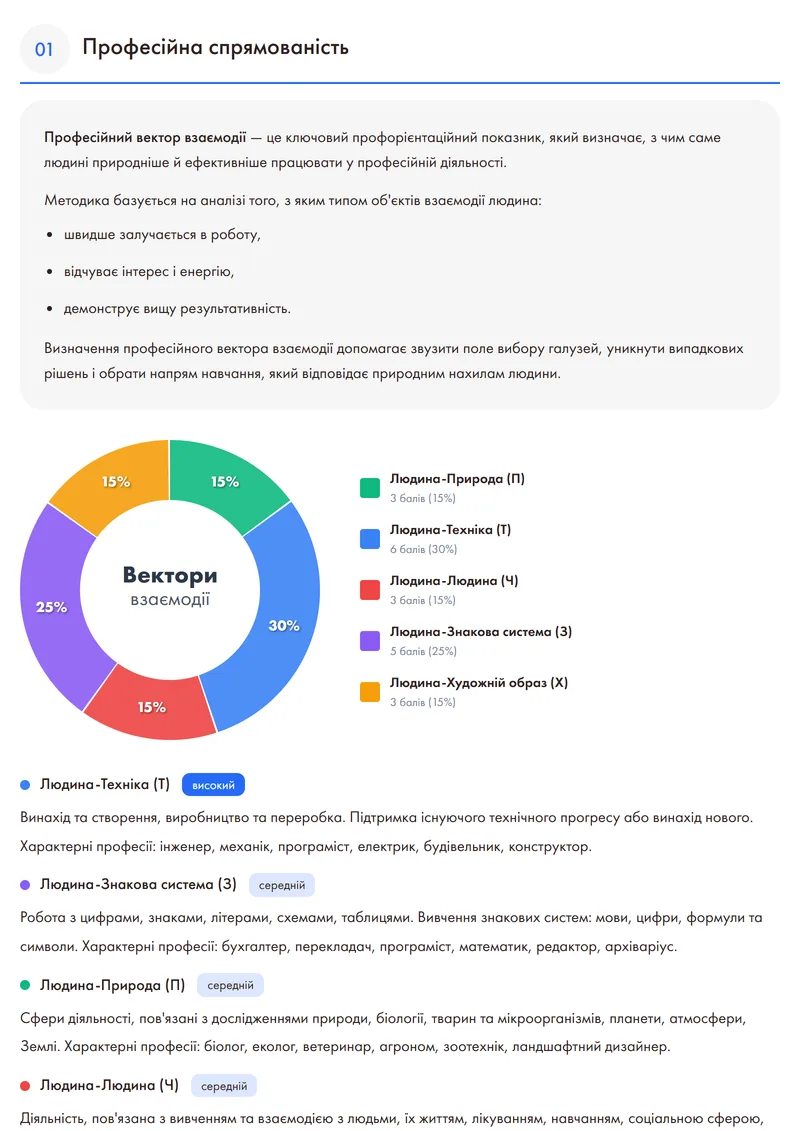 01
Професійна спрямованість
Професійний вектор взаємодії — це ключовий профорієнтаційний показник, який визначає, з чим саме
людині природніше й ефективніше працювати у професійній діяльності.
Методика базується на аналізі того, з яким типом об'єктів взаємодії людина:
• швидше залучається в роботу,
• відчуває інтерес і енергію,
• демонструє вищу результативність.
Визначення професійного вектора взаємодії допомагає звузити поле вибору галузей, уникнути випадкових
рішень і обрати напрям навчання, який відповідає природним нахилам людини.
15%
15%
30%
15%
25%
Вектори
взаємодії
Людина-Природа (П)
3 балів (15%)
Людина-Техніка (Т)
6 балів (30%)
Людина-Людина (Ч)
3 балів (15%)
Людина-Знакова система (З)
5 балів (25%)
Людина-Художній образ (Х)
3 балів (15%)
Людина-Техніка (Т) високий
Винахід та створення, виробництво та переробка. Підтримка існуючого технічного прогресу або винахід нового.
Характерні професії: інженер, механік, програміст, електрик, будівельник, конструктор.
Людина-Знакова система (З) середній
Робота з цифрами, знаками, літерами, схемами, таблицями. Вивчення знакових систем: мови, цифри, формули та
символи. Характерні професії: бухгалтер, перекладач, програміст, математик, редактор, архіваріус.
Людина-Природа (П) середній
Сфери діяльності, пов'язані з дослідженнями природи, біології, тварин та мікроорганізмів, планети, атмосфери,
Землі. Характерні професії: біолог, еколог, ветеринар, агроном, зоотехнік, ландшафтний дизайнер.
Людина-Людина (Ч) середній
Діяльність, пов'язана з вивченням та взаємодією з людьми, їх життям, лікуванням, навчанням, соціальною сферою,